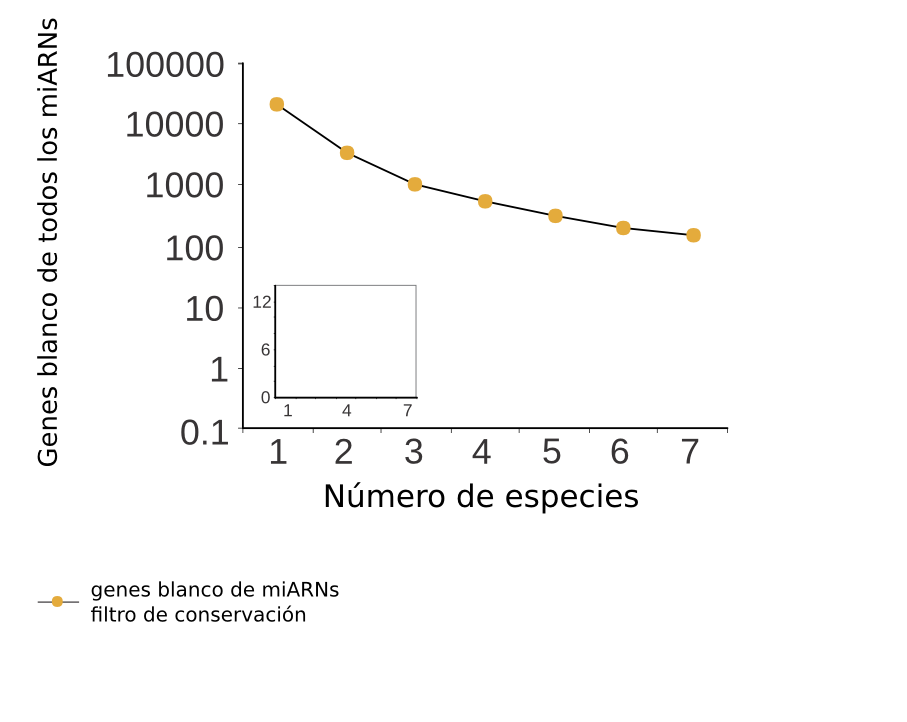 Genes blanco de todos los miARNs
100000
10000
1000
100
10
1
0.1
12
6
0
1 4 7
1 2 3 4 5 6 7
Número de especies
genes blanco de miARNs
filtro de conservación